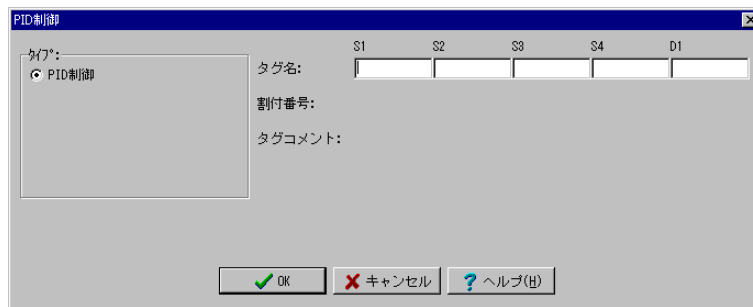 PID制御
ﾀｲﾌﾟ:
PID制御
S1 S2 S3 S4 D1
タグ名:
割付番号:
タグコメント:
OK キャンセル ヘルプ(H)